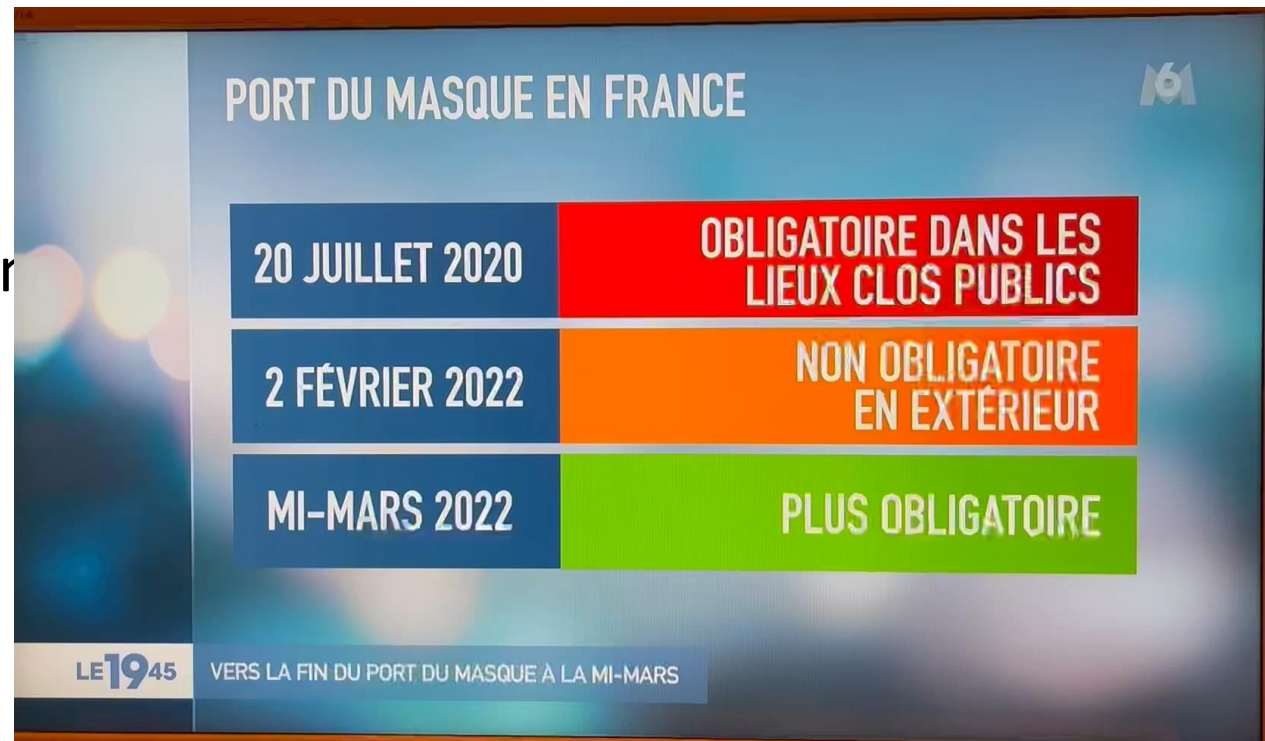 PORT DU MASQUE EN FRANCE
M6
20 JUILLET 2020
OBLIGATOIRE DANS LES
LIEUX CLOS PUBLICS
2 FÉVRIER 2022
NON OBLIGATOIRE
EN EXTÉRIEUR
MI-MARS 2022
PLUS OBLIGATOIRE
LE 19 45
VERS LA FIN DU PORT DU MASQUE À LA MI-MARS